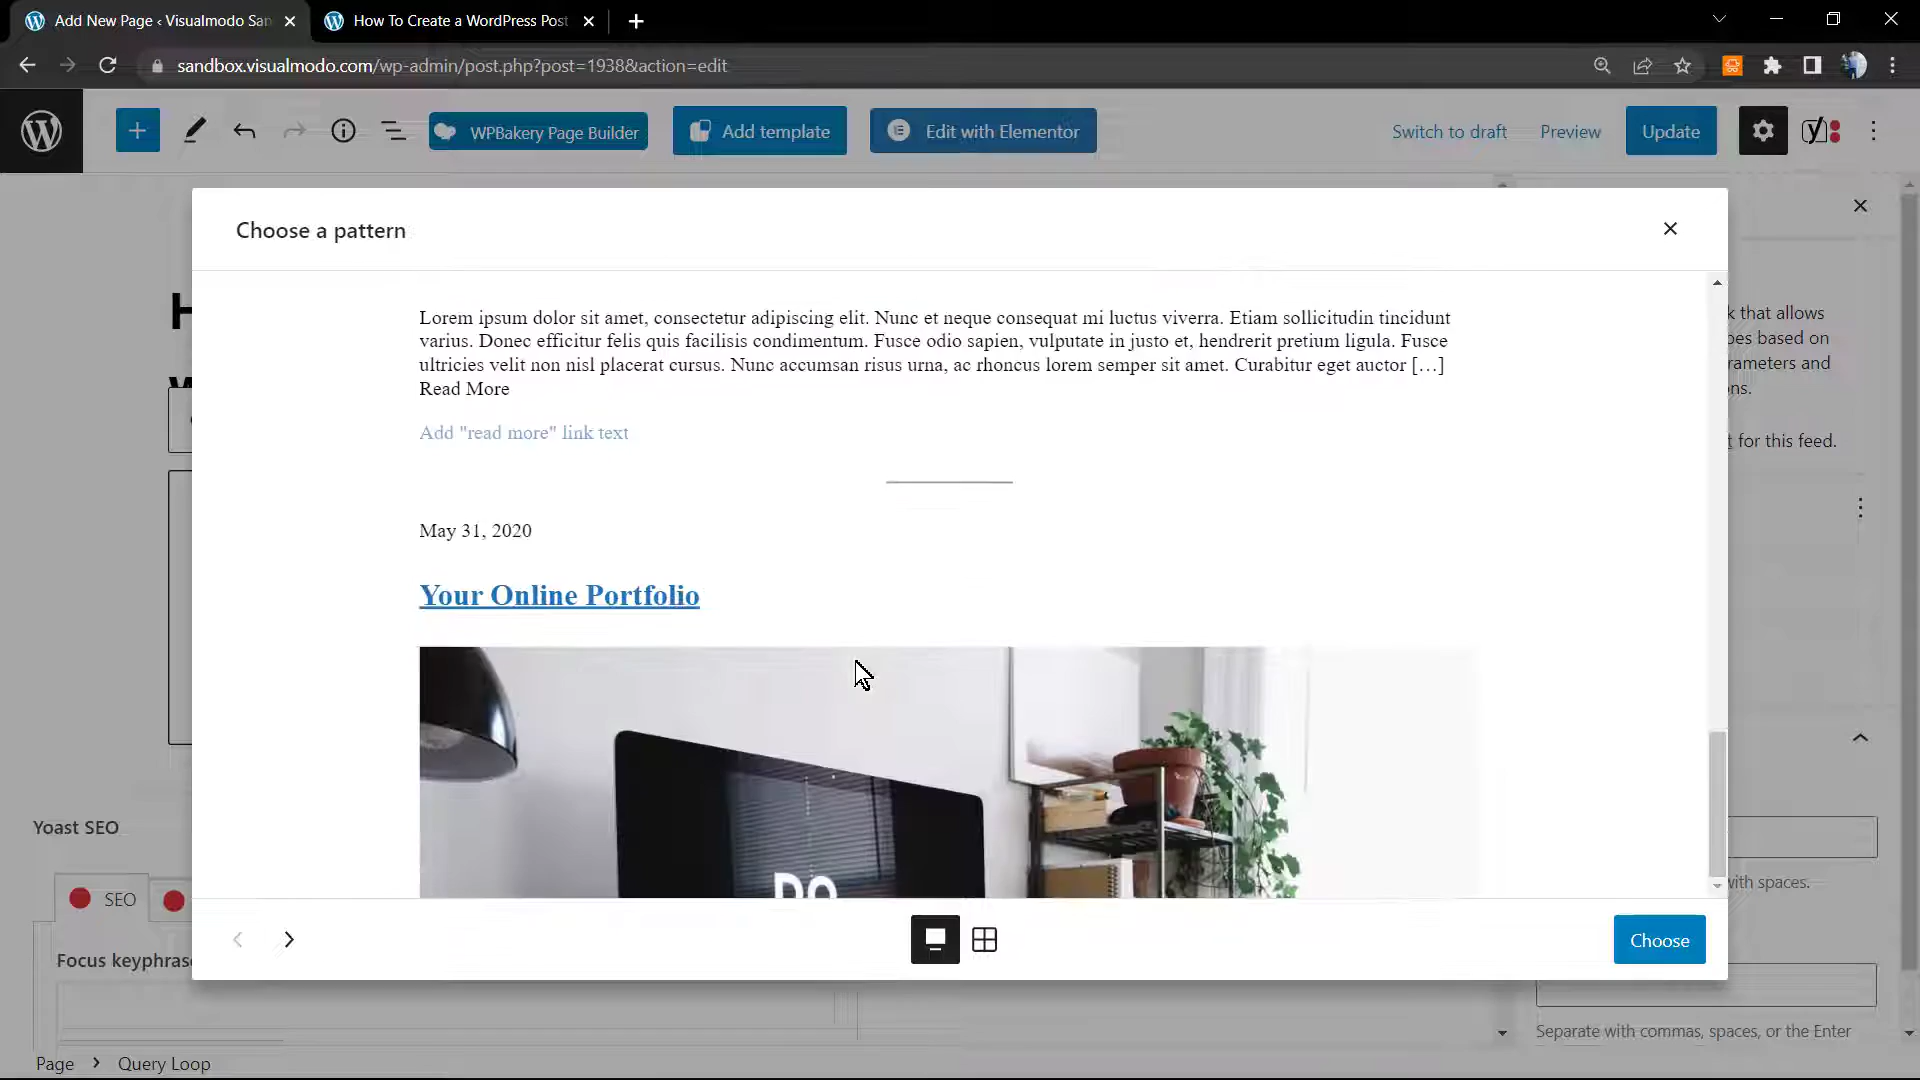 Add New Page ‹ Visualmodo San
How To Create a WordPress Post
sandbox.visualmodo.com/wp-admin/post.php?post=1938&action=edit
WPBakery Page Builder
Add template
Edit with Elementor
Switch to draft
Preview
Update
Choose a pattern
Lorem ipsum dolor sit amet, consectetur adipiscing elit. Nunc et neque consequat mi luctus viverra. Etiam sollicitudin tincidunt
varius. Donec efficitur felis quis facilisis condimentum. Fusce odio sapien, vulputate in justo et, hendrerit pretium ligula. Fusce
ultricies velit non nisl placerat cursus. Nunc accumsan risus urna, ac rhoncus lorem semper sit amet. Curabitur eget auctor […]
Read More
Add "read more" link text
May 31, 2020
Your Online Portfolio
DO
k that allows
pes based on
rameters and
ns.
t for this feed.
Yoast SEO
SEO
Focus keyphrase
with spaces.
Choose
Separate with commas, spaces, or the Enter
Page
Query Loop